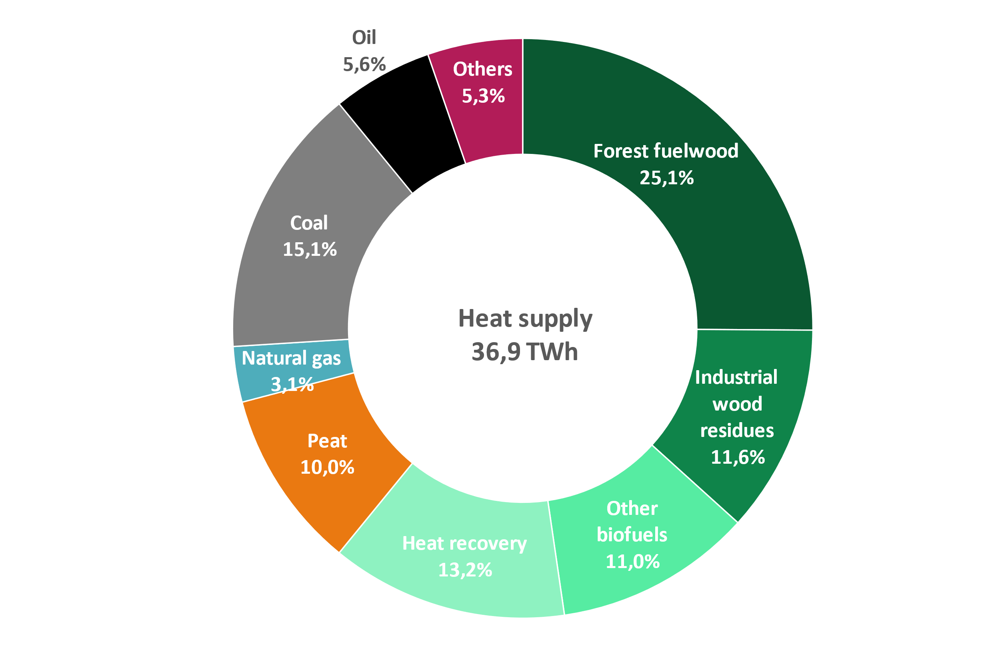 Oil
5,6%
Others
5,3%
Forest fuelwood
25,1%
Coal
15,1%
Heat supply
36,9 TWh
Natural gas
3,1%
Industrial
wood
residues
11,6%
Peat
10,0%
Other
biofuels
11,0%
Heat recovery
13,2%